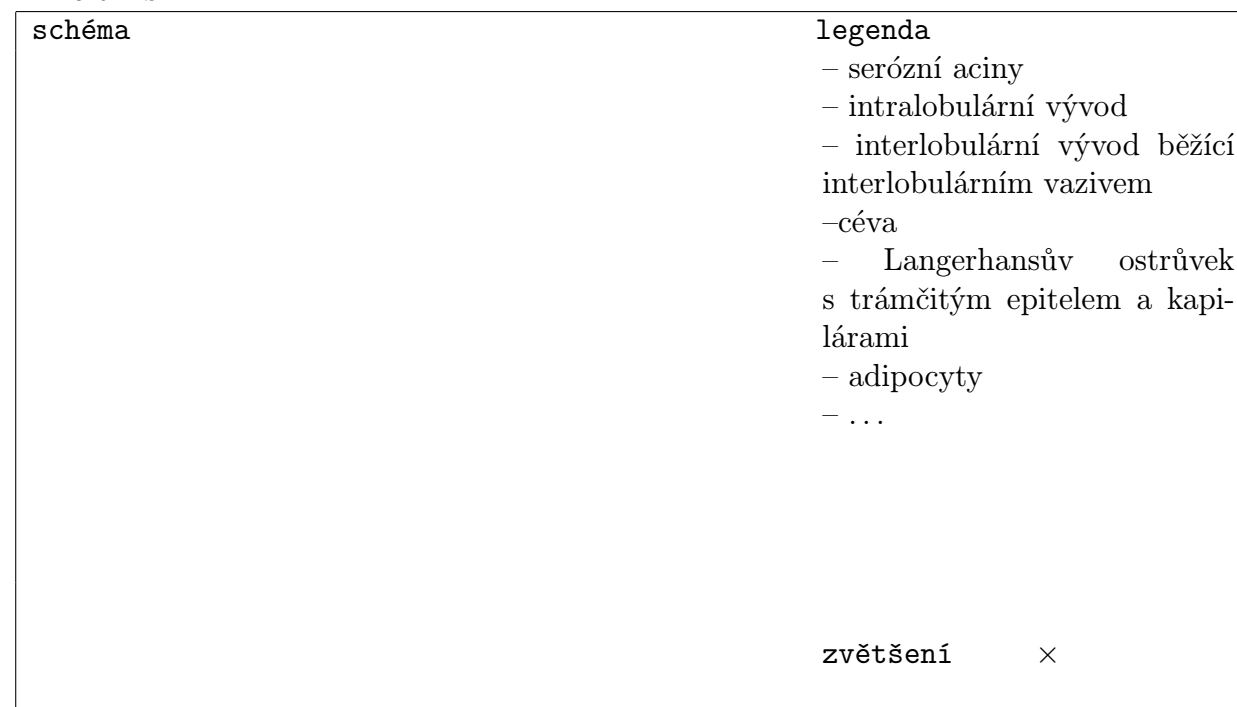 schéma
legenda
– serózní aciny
– intralobulární vývod
– interlobulární vývod běžící
interlobulárním vazivem
–céva
– Langerhansův ostrůvek
s trámčitým epitelem a kapi-
lárami
– adipocyty
– . . .
zvětšení ×